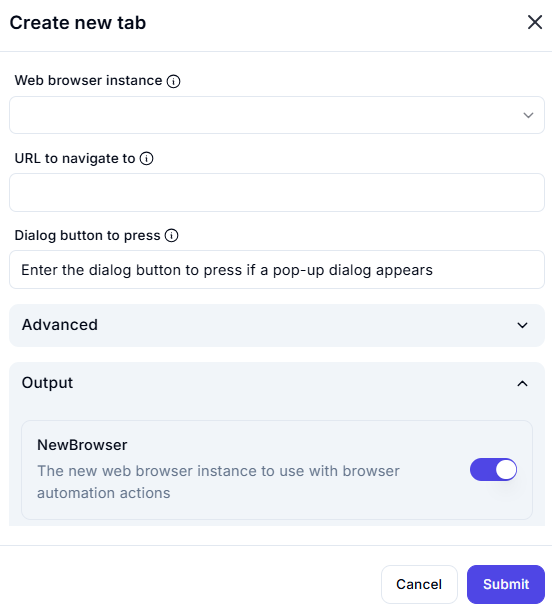 Create new tab
Web browser instance
URL to navigate to
Dialog button to press
Enter the dialog button to press if a pop-up dialog appears
Advanced
Output
NewBrowser
The new web browser instance to use with browser
automation actions
Cancel
Submit